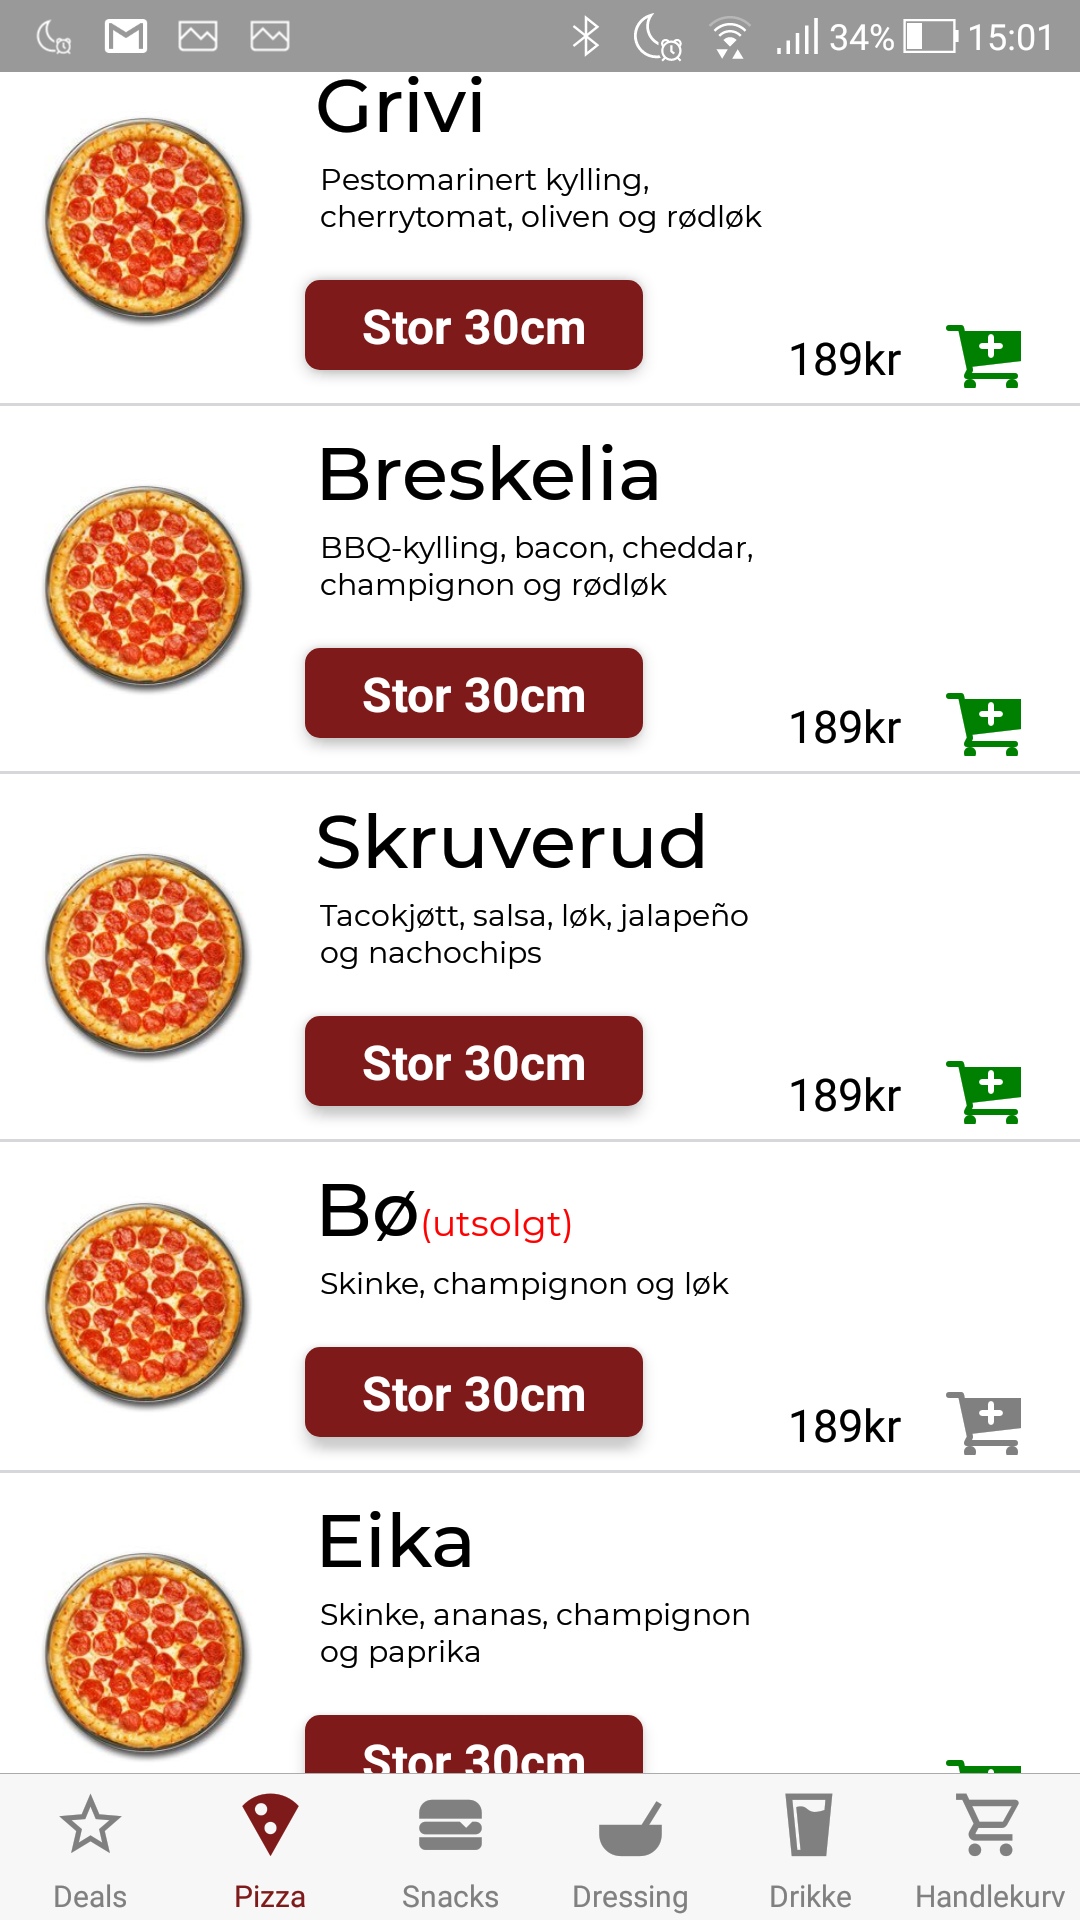 34% 15:01
Grivi
Pestomarinert kylling,
cherrytomat, oliven og rødløk
Stor 30cm
189kr
Breskelia
BBQ-kylling, bacon, cheddar,
champignon og rødløk
Stor 30cm
189kr
Skruverud
Tacokjøtt, salsa, løk, jalapeño
og nachochips
Stor 30cm
189kr
Bø(utsolgt)
Skinke, champignon og løk
Stor 30cm
189kr
Eika
Skinke, ananas, champignon
og paprika
Stor 30cm
Deals Pizza Snacks Dressing Drikke Handlekurv